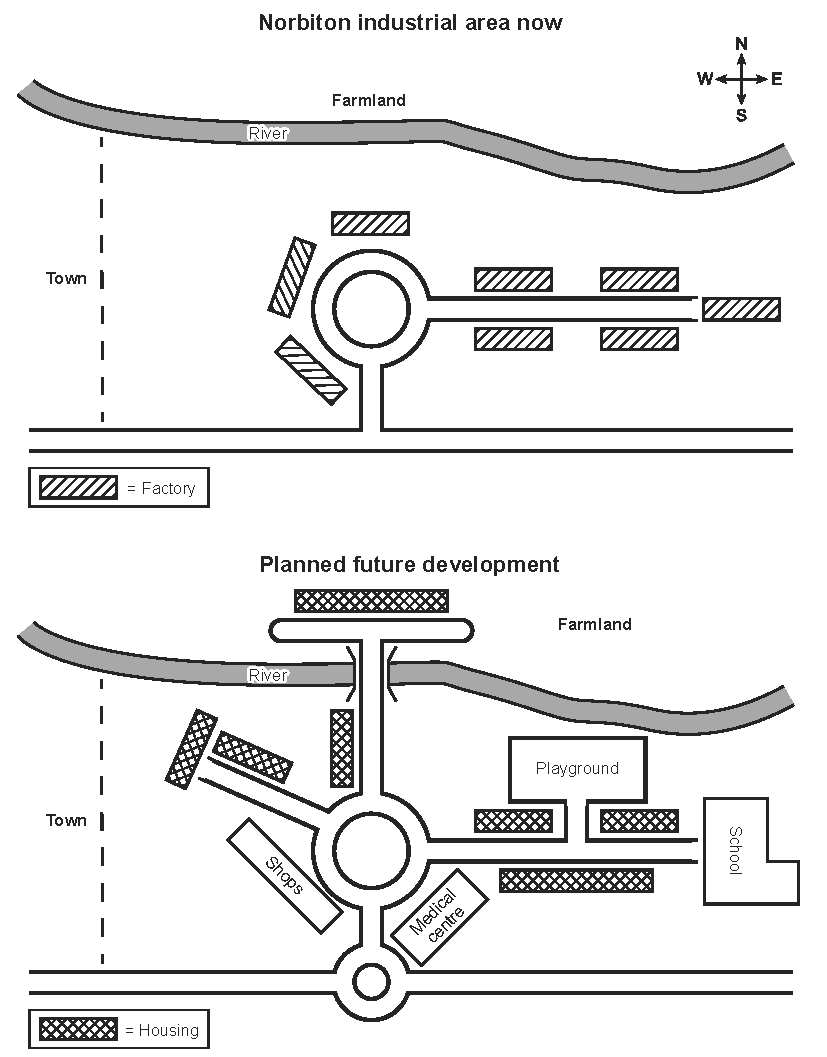 Norbiton industrial area now
N
W E
S
Farmland
River
Town
= Factory
Planned future development
Farmland
River
Playground
Town
School
Shops
Medical
centre
= Housing